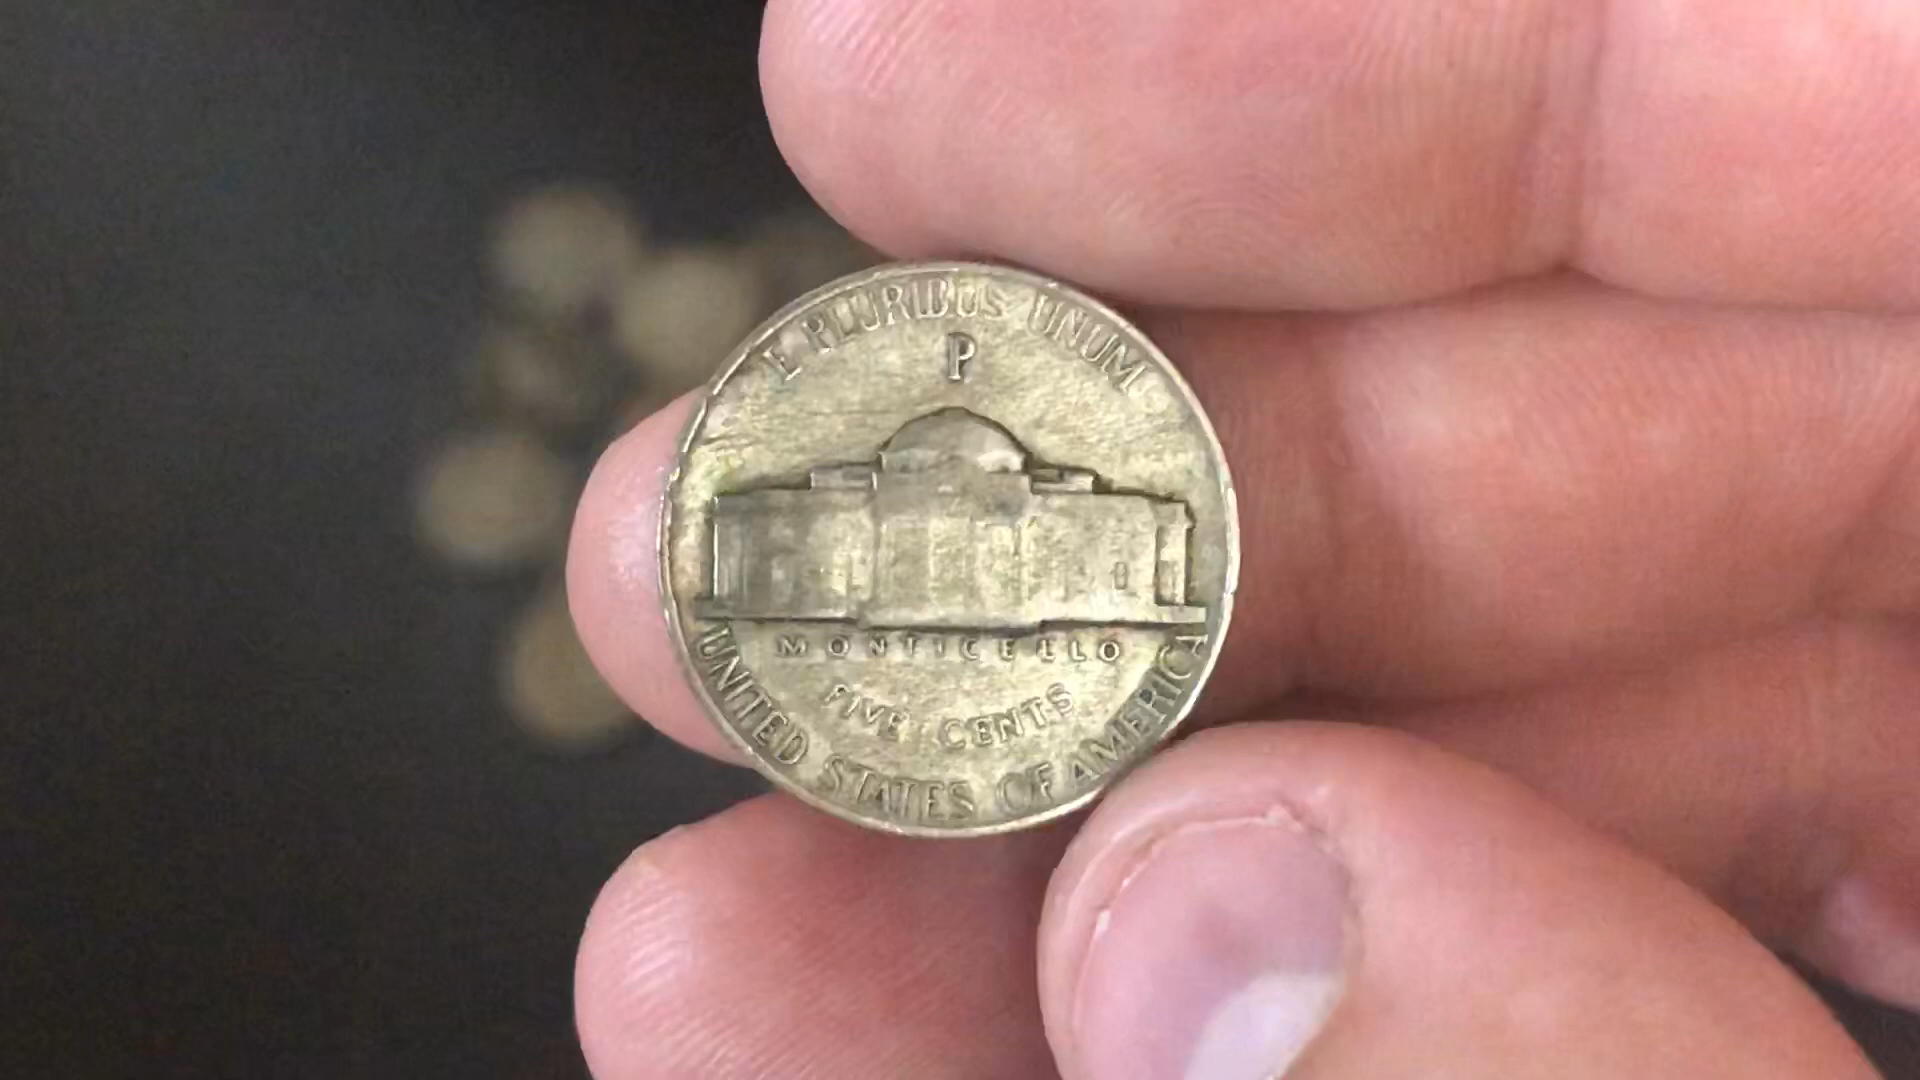 E PLURIBUS UNUM
P
MONTICELLO
FIVE CENTS
UNITED STATES OF AMERICA